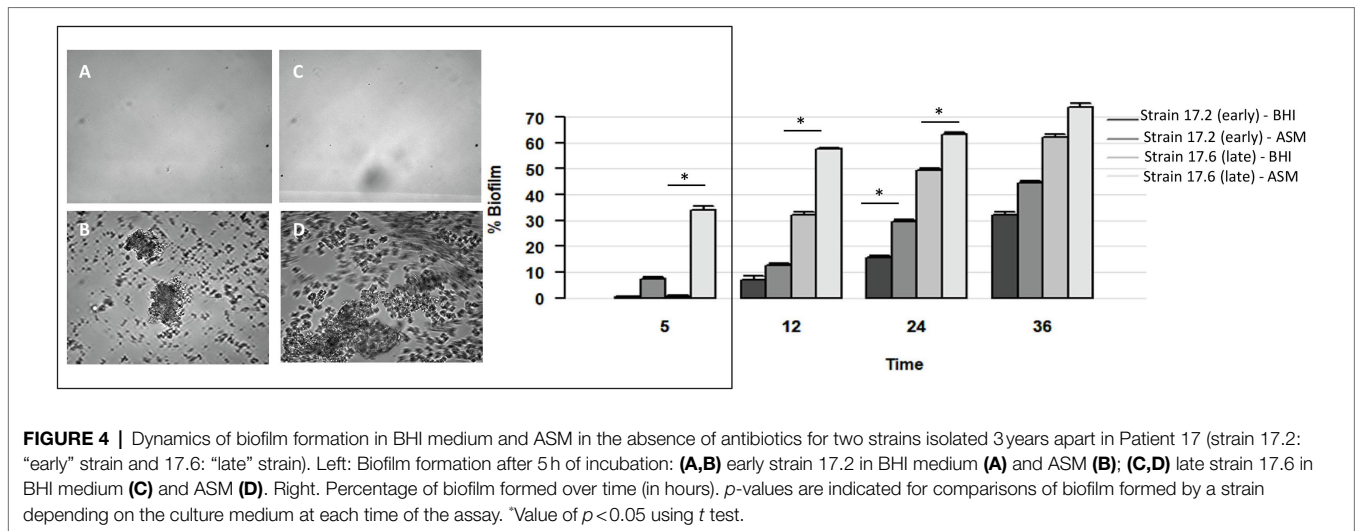 A
C
B
D
% Biofilm
70
60
50
40
30
20
10
0
*
*
*
*
5
12
24
36
Time
Strain 17.2 (early) - BHI
Strain 17.2 (early) - ASM
Strain 17.6 (late) - BHI
Strain 17.6 (late) - ASM
FIGURE 4 | Dynamics of biofilm formation in BHI medium and ASM in the absence of antibiotics for two strains isolated 3 years apart in Patient 17 (strain 17.2:
“early” strain and 17.6: “late” strain). Left: Biofilm formation after 5 h of incubation: (A,B) early strain 17.2 in BHI medium (A) and ASM (B); (C,D) late strain 17.6 in
BHI medium (C) and ASM (D). Right. Percentage of biofilm formed over time (in hours). p-values are indicated for comparisons of biofilm formed by a strain
depending on the culture medium at each time of the assay. *Value of p < 0.05 using t test.